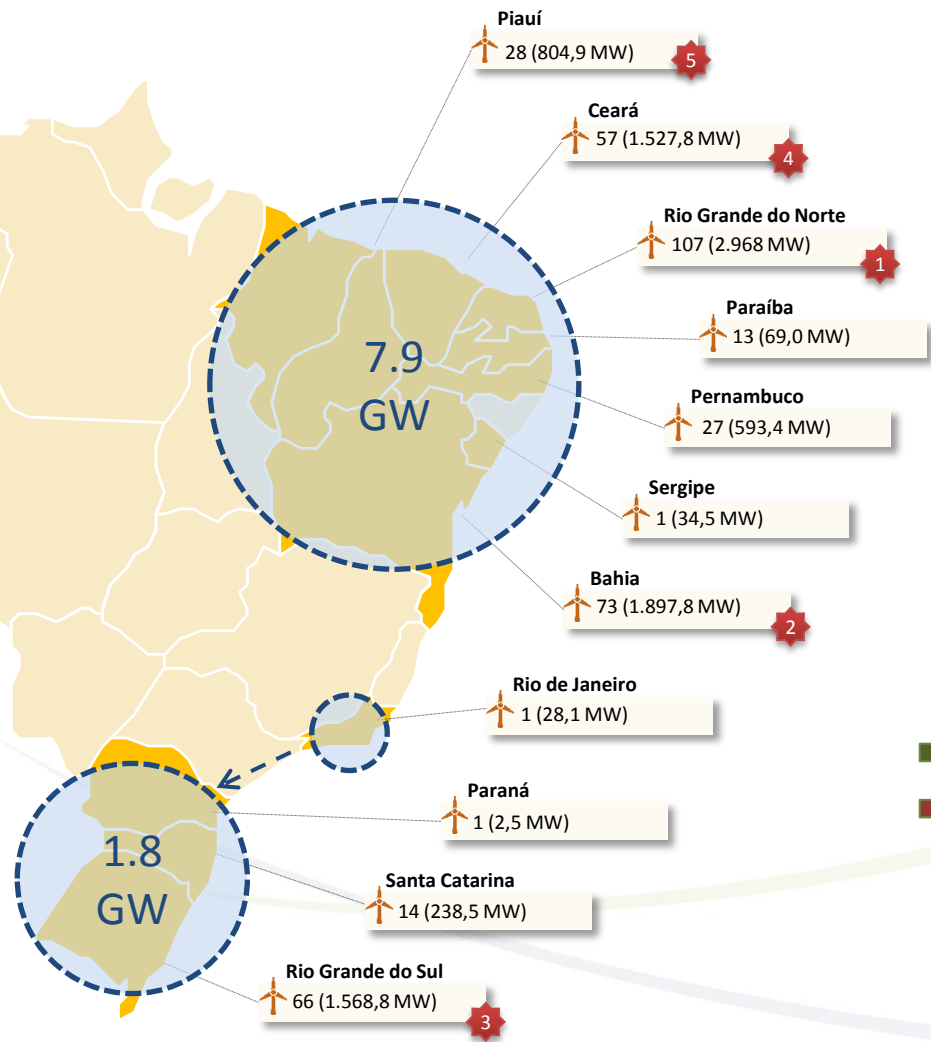 Piauí
28 (804,9 MW)
5
Ceará
57 (1.527,8 MW)
4
Rio Grande do Norte
107 (2.968 MW)
1
Paraíba
13 (69,0 MW)
7.9
GW
Pernambuco
27 (593,4 MW)
Sergipe
1 (34,5 MW)
Bahia
73 (1.897,8 MW)
2
Rio de Janeiro
1 (28,1 MW)
Paraná
1 (2,5 MW)
1.8
GW
Santa Catarina
14 (238,5 MW)
Rio Grande do Sul
66 (1.568,8 MW)
3